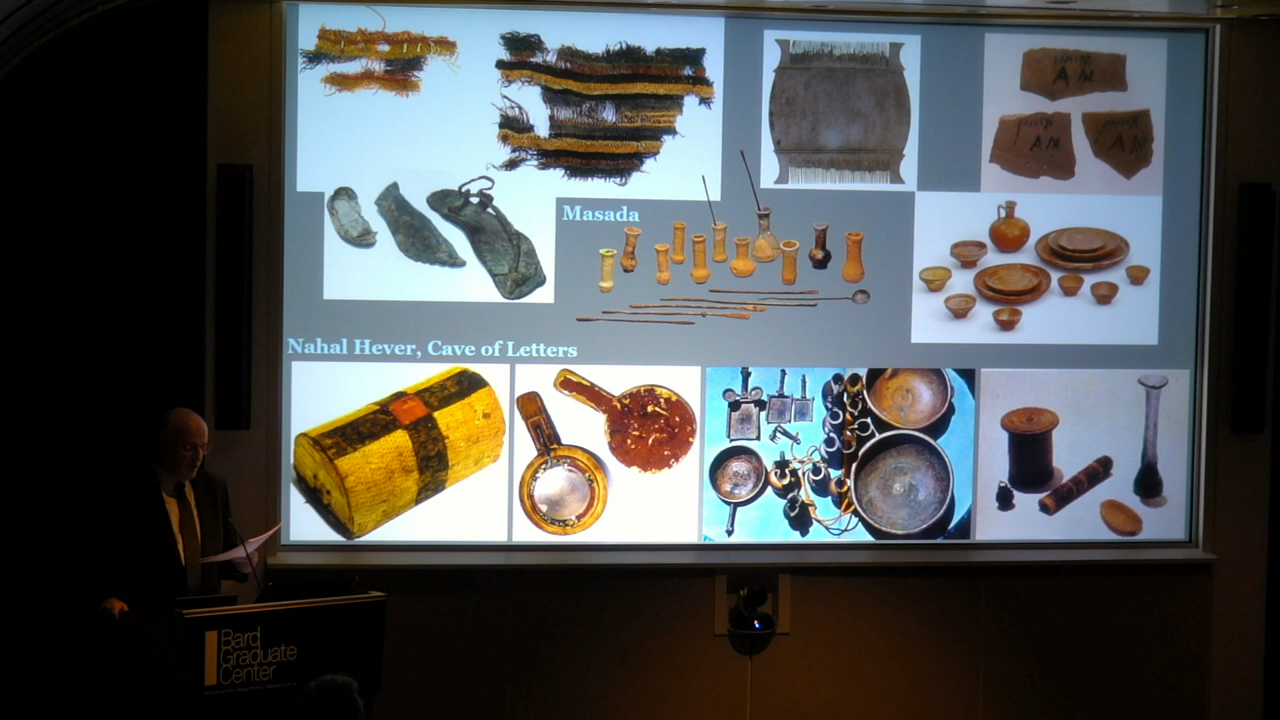 Masada
Nahal Hever, Cave of Letters
Bard
Graduate
Center